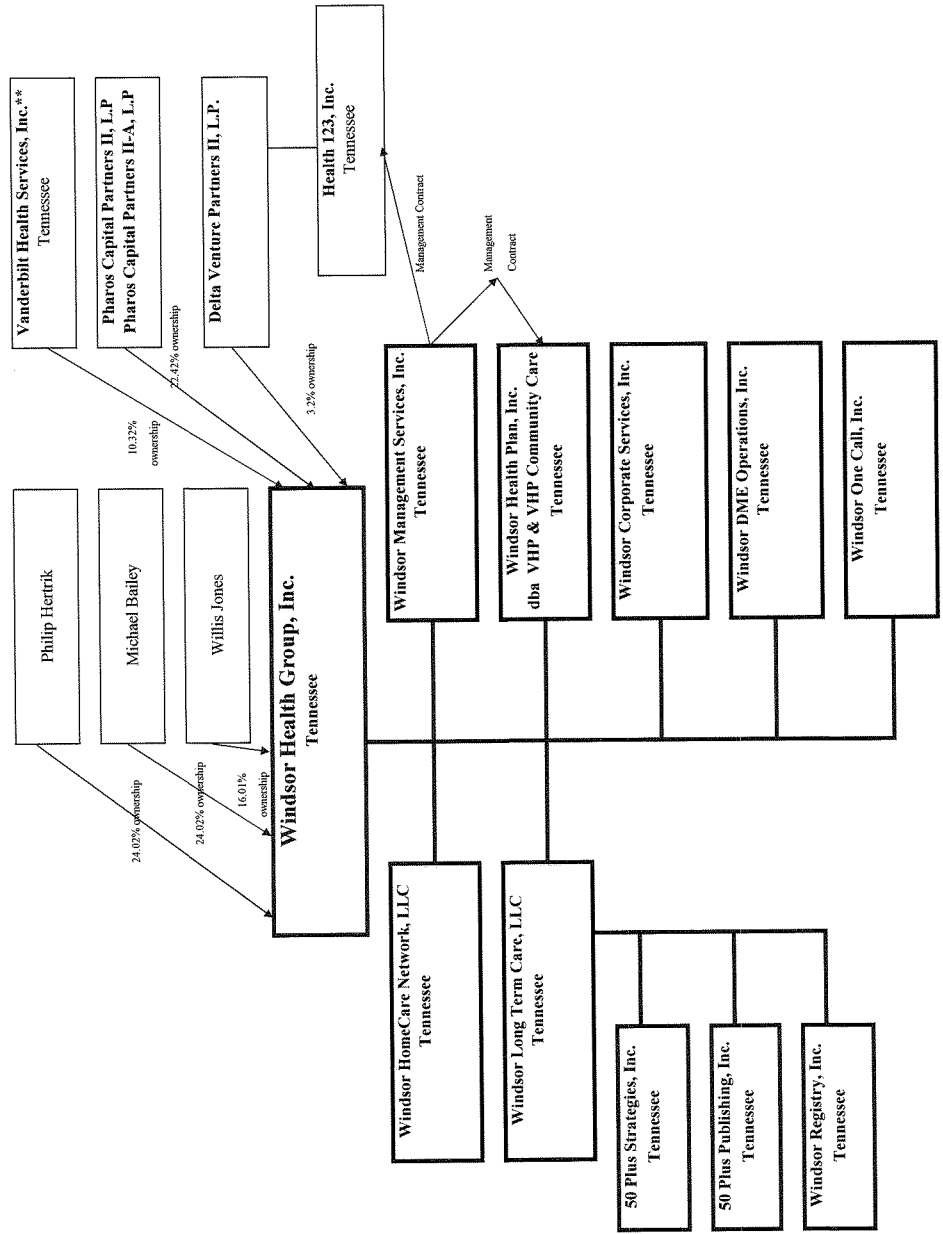 Philip Hertrik
Michael Bailey
Willis Jones
Vanderbilt Health Services, Inc.**
Tennessee
Pharos Capital Partners II, L.P
Pharos Capital Partners II-A, L.P
Delta Venture Partners II, L.P.
Health 123, Inc.
Tennessee
24.02% ownership
24.02% ownership
16.01%
ownership
10.32%
ownership
22.42% ownership
3.2% ownership
Windsor Health Group, Inc.
Tennessee
Management Contract
Management
Contract
Windsor HomeCare Network, LLC
Tennessee
Windsor Long Term Care, LLC
Tennessee
50 Plus Strategies, Inc.
Tennessee
50 Plus Publishing, Inc.
Tennessee
Windsor Registry, Inc.
Tennessee
Windsor Management Services, Inc.
Tennessee
Windsor Health Plan, Inc.
dba VHP & VHP Community Care
Tennessee
Windsor Corporate Services, Inc.
Tennessee
Windsor DME Operations, Inc.
Tennessee
Windsor One Call, Inc.
Tennessee